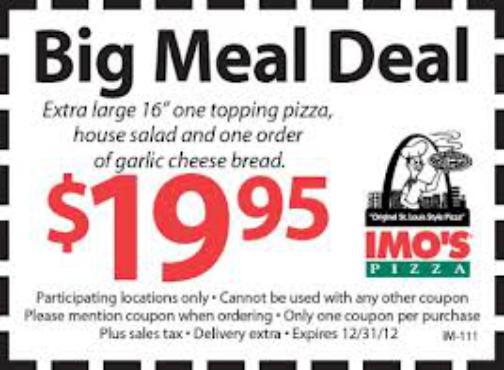 Big Meal Deal
Extra large 16" one topping pizza,
house salad and one order
of garlic cheese bread.
$19 95
"Original St. Louis Style Pizza"
IMO'S
PIZZA
Participating locations only • Cannot be used with any other coupon
Please mention coupon when ordering • Only one coupon per purchase
Plus sales tax • Delivery extra • Expires 12/31/12
IM-111